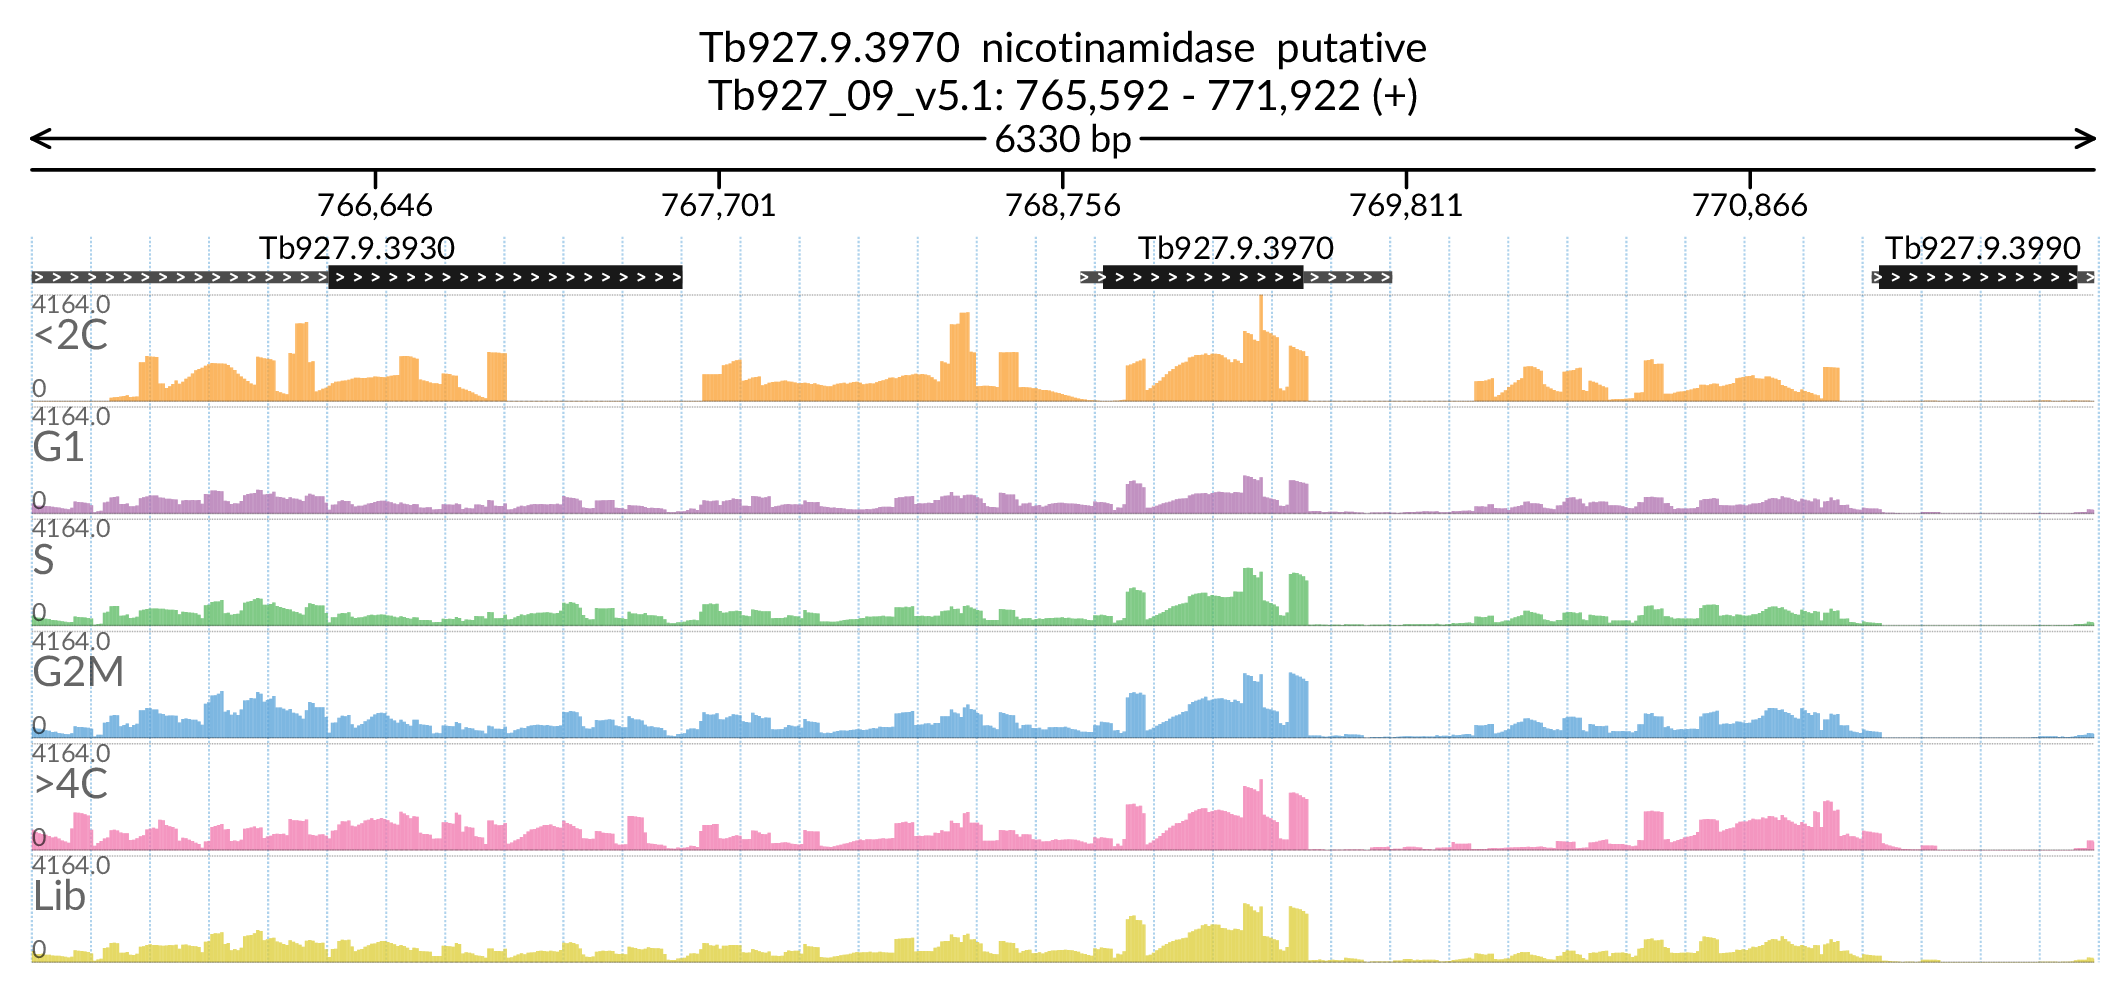 Tb927.9.3970 nicotinamidase putative
Tb927_09_v5.1: 765,592 - 771,922 (+)
6330 bp
766,646 767,701 768,756 769,811 770,866
Tb927.9.3930 Tb927.9.3970 Tb927.9.3990
4164.0
<2C
0
4164.0
G1
0
4164.0
S
0
4164.0
G2M
0
4164.0
>4C
0
4164.0
Lib
0